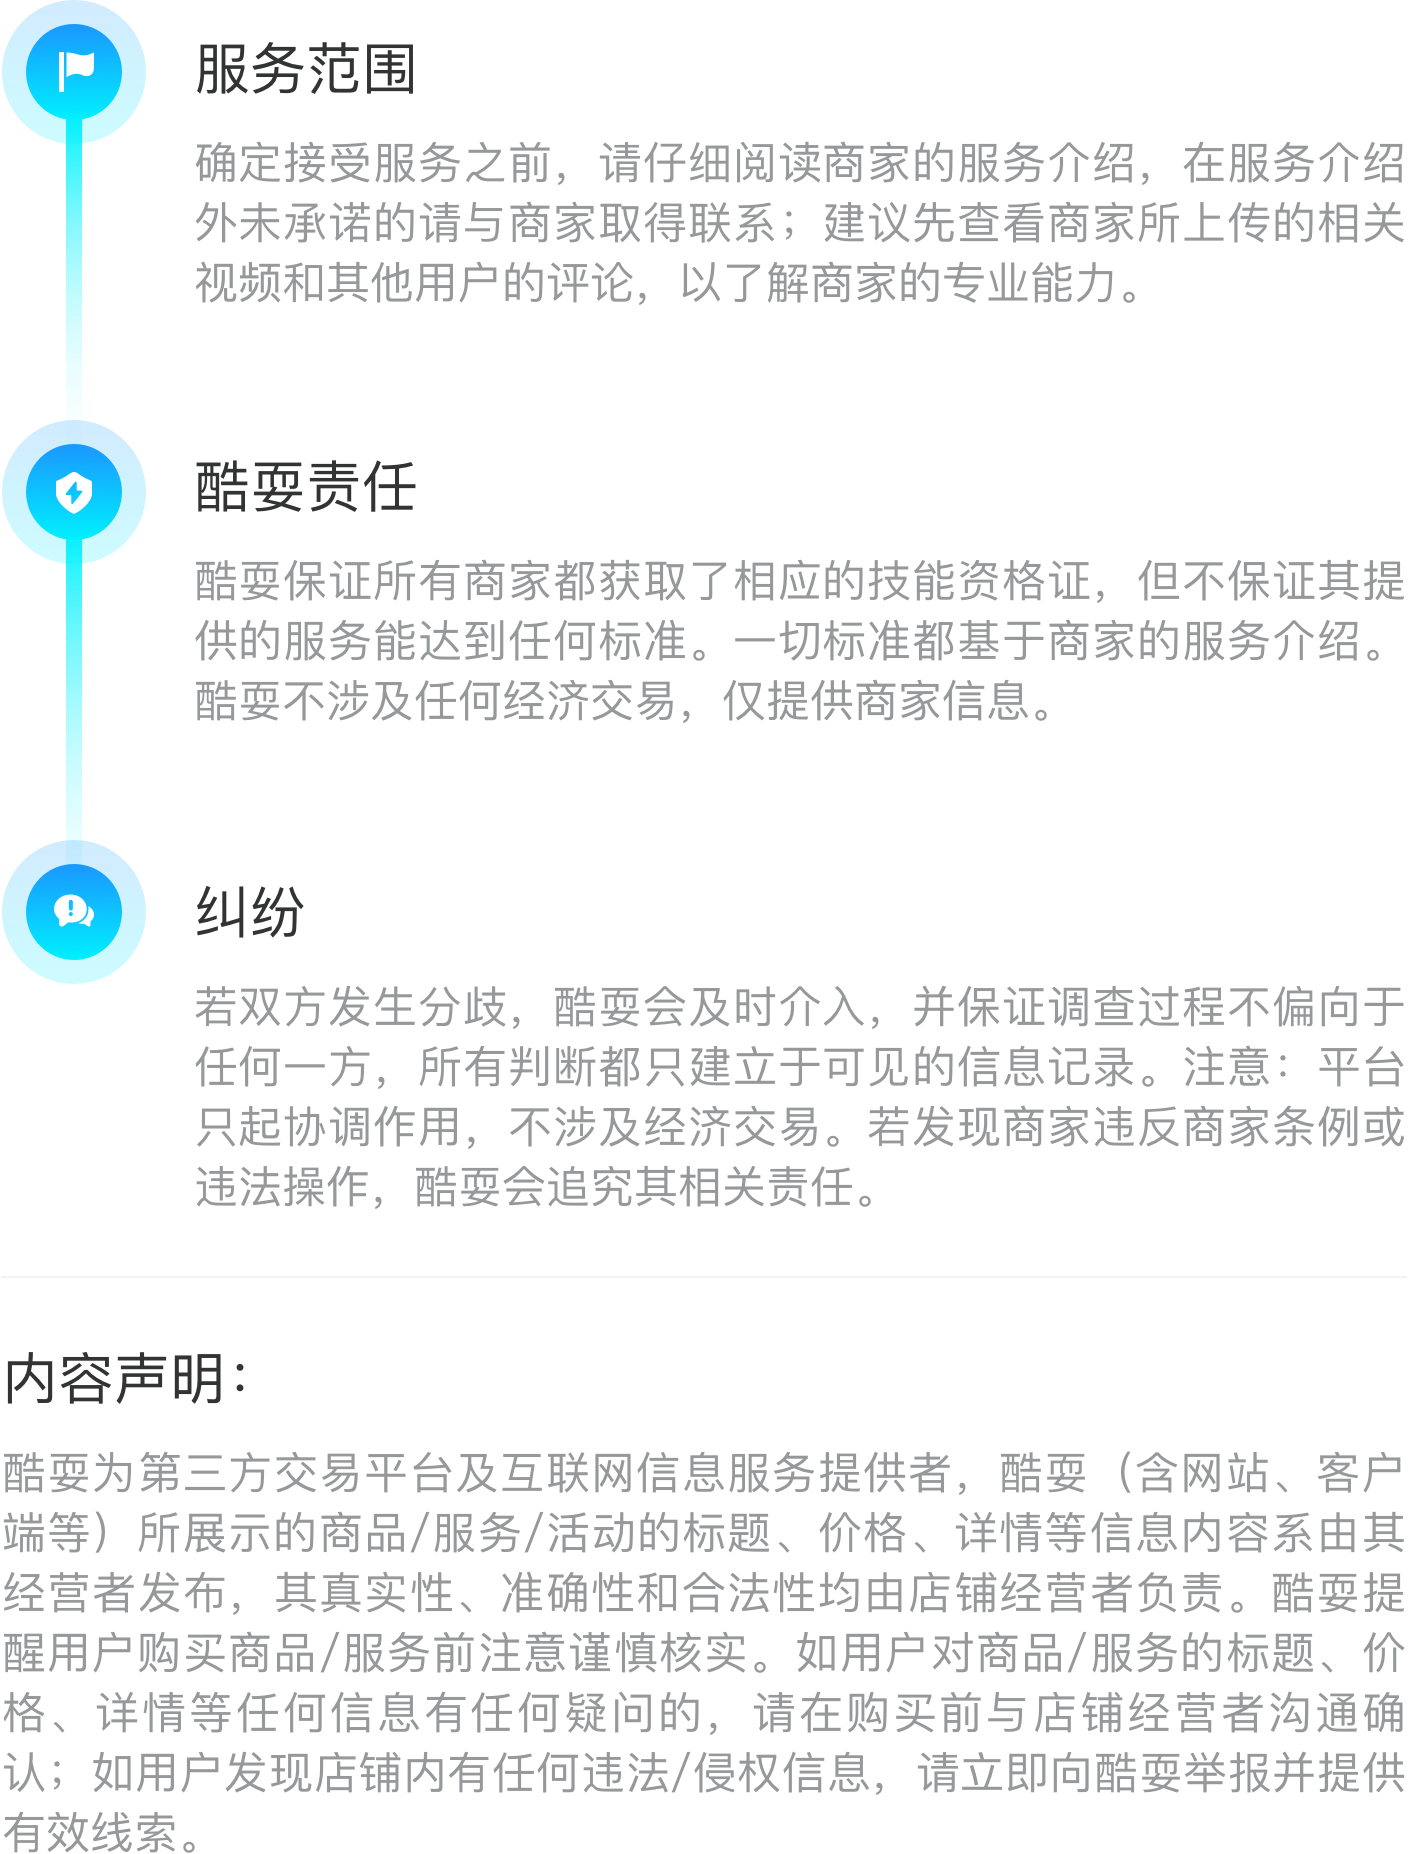 服务范围
确定接受服务之前，请仔细阅读商家的服务介绍，在服务介绍
外未承诺的请与商家取得联系；建议先查看商家所上传的相关
视频和其他用户的评论，以了解商家的专业能力。
酷耍责任
酷耍保证所有商家都获取了相应的技能资格证，但不保证其提
供的服务能达到任何标准。一切标准都基于商家的服务介绍。
酷耍不涉及任何经济交易，仅提供商家信息。
纠纷
若双方发生分歧，酷耍会及时介入，并保证调查过程不偏向于
任何一方，所有判断都只建立于可见的信息记录。注意：平台
只起协调作用，不涉及经济交易。若发现商家违反商家条例或
违法操作，酷耍会追究其相关责任。
内容声明：
酷耍为第三方交易平台及互联网信息服务提供者，酷耍（含网站、客户
端等）所展示的商品/服务/活动的标题、价格、详情等信息内容系由其
经营者发布，其真实性、准确性和合法性均由店铺经营者负责。酷耍提
醒用户购买商品/服务前注意谨慎核实。如用户对商品/服务的标题、价
格、详情等任何信息有任何疑问的，请在购买前与店铺经营者沟通确
认；如用户发现店铺内有任何违法/侵权信息，请立即向酷耍举报并提供
有效线索。